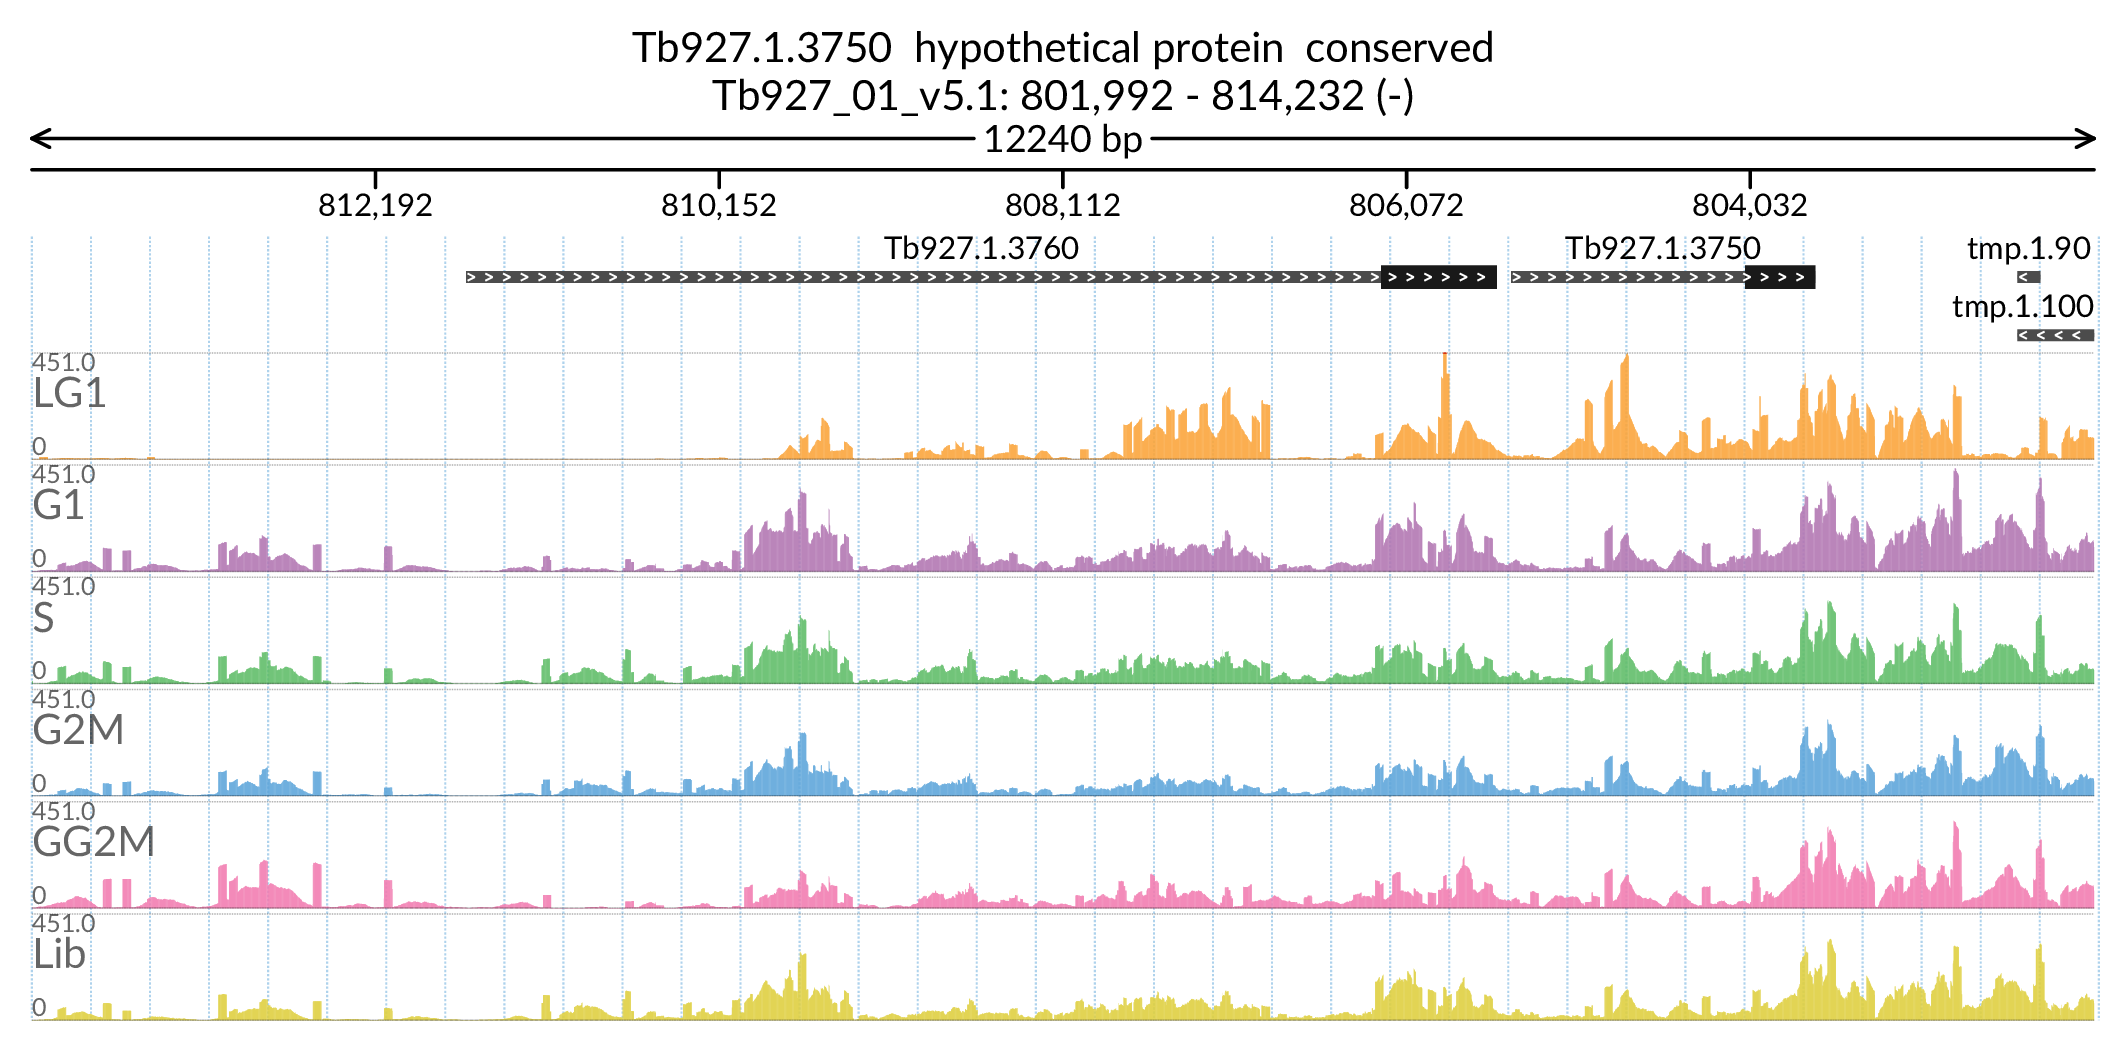 Tb927.1.3750  hypothetical protein  conserved
Tb927_01_v5.1: 801,992 - 814,232 (-)
12240 bp
812,192 810,152 808,112 806,072 804,032
Tb927.1.3760 Tb927.1.3750 tmp.1.90
tmp.1.100
451.0
LG1
0
451.0
G1
0
451.0
S
0
451.0
G2M
0
451.0
GG2M
0
451.0
Lib
0